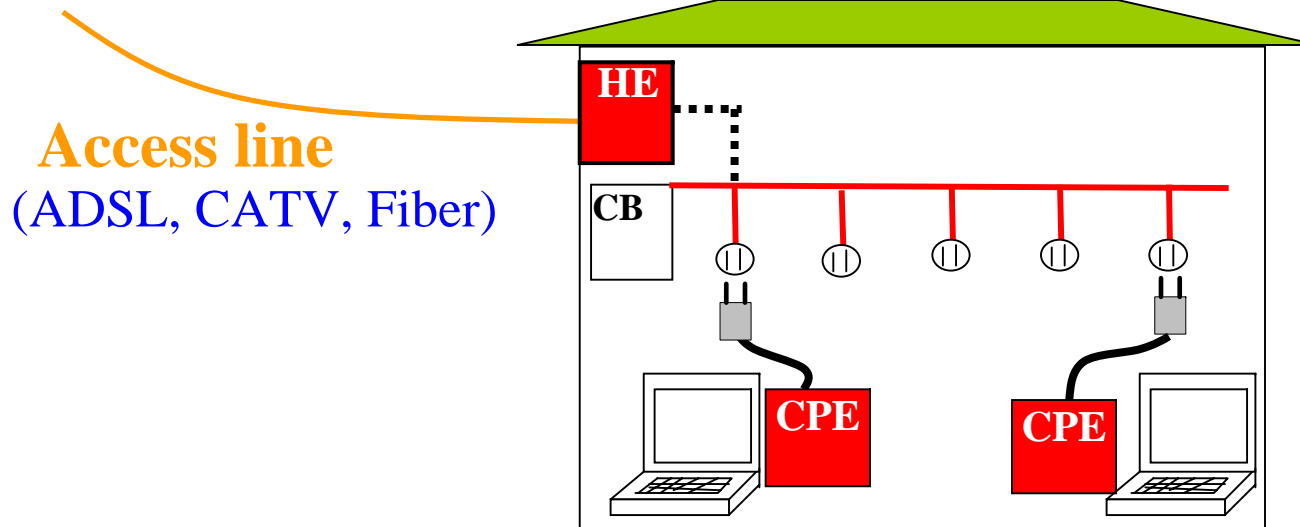 HE
Access line
(ADSL, CATV, Fiber)
CB
CPE
CPE